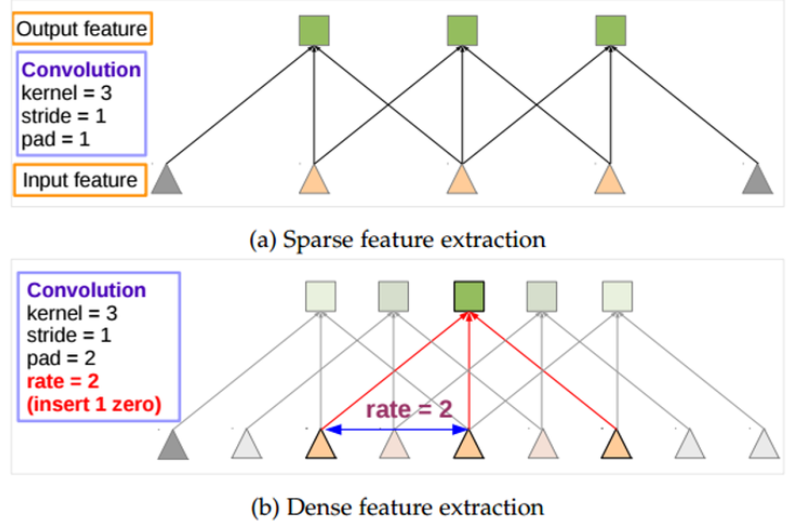 Output feature
Convolution
kernel = 3
stride = 1
pad = 1
Input feature
(a) Sparse feature extraction
Convolution
kernel = 3
stride = 1
pad = 2
rate = 2
(insert 1 zero)
rate = 2
(b) Dense feature extraction